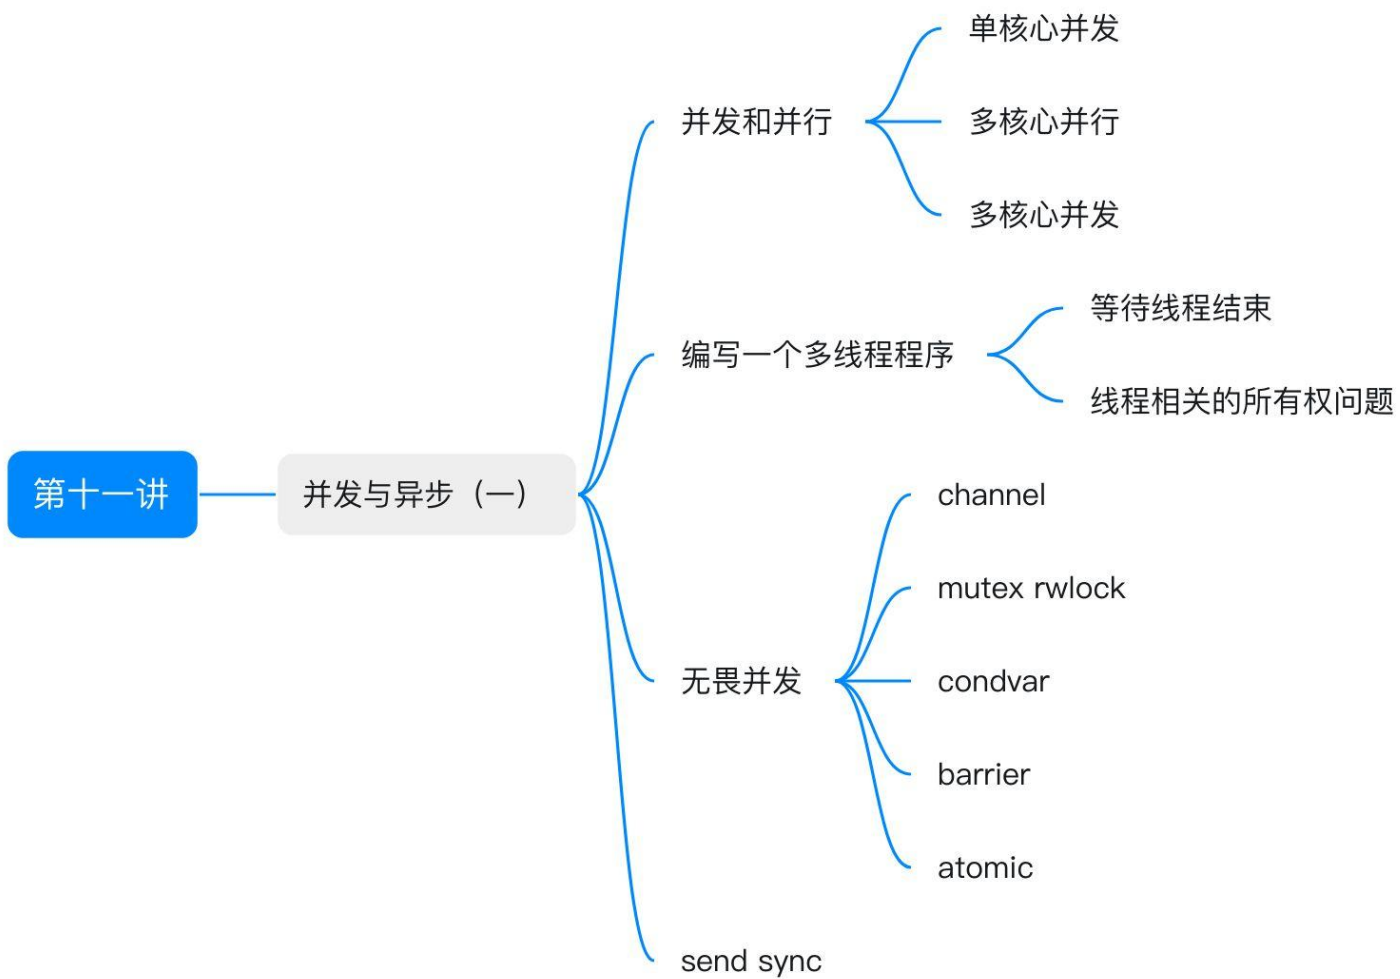 第十一讲
并发与异步（一）
并发和并行
单核心并发
多核心并行
多核心并发
编写一个多线程程序
等待线程结束
线程相关的所有权问题
无畏并发
channel
mutex rwlock
condvar
barrier
atomic
send sync